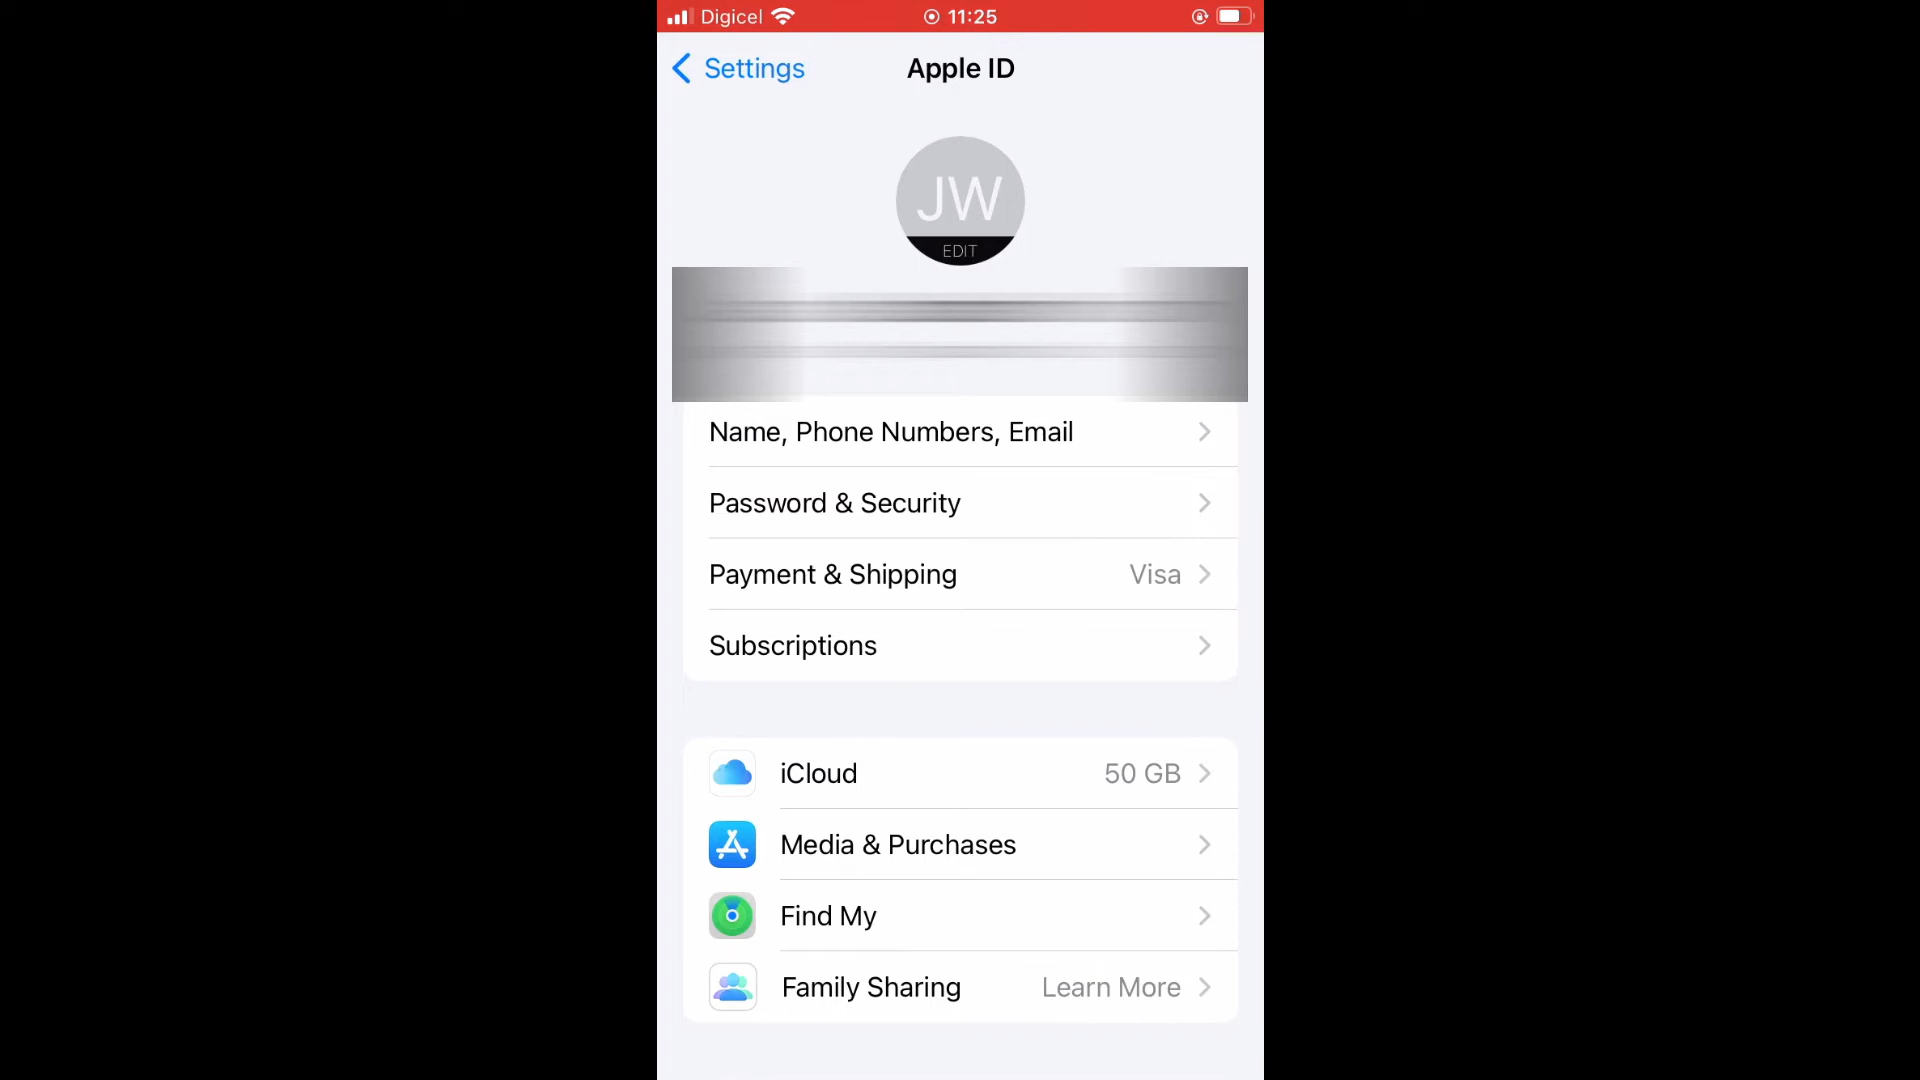 Digicel 11:25
Settings Apple ID
JW
EDIT
Name, Phone Numbers, Email
Password & Security
Payment & Shipping Visa
Subscriptions
iCloud 50 GB
Media & Purchases
Find My
Family Sharing Learn More